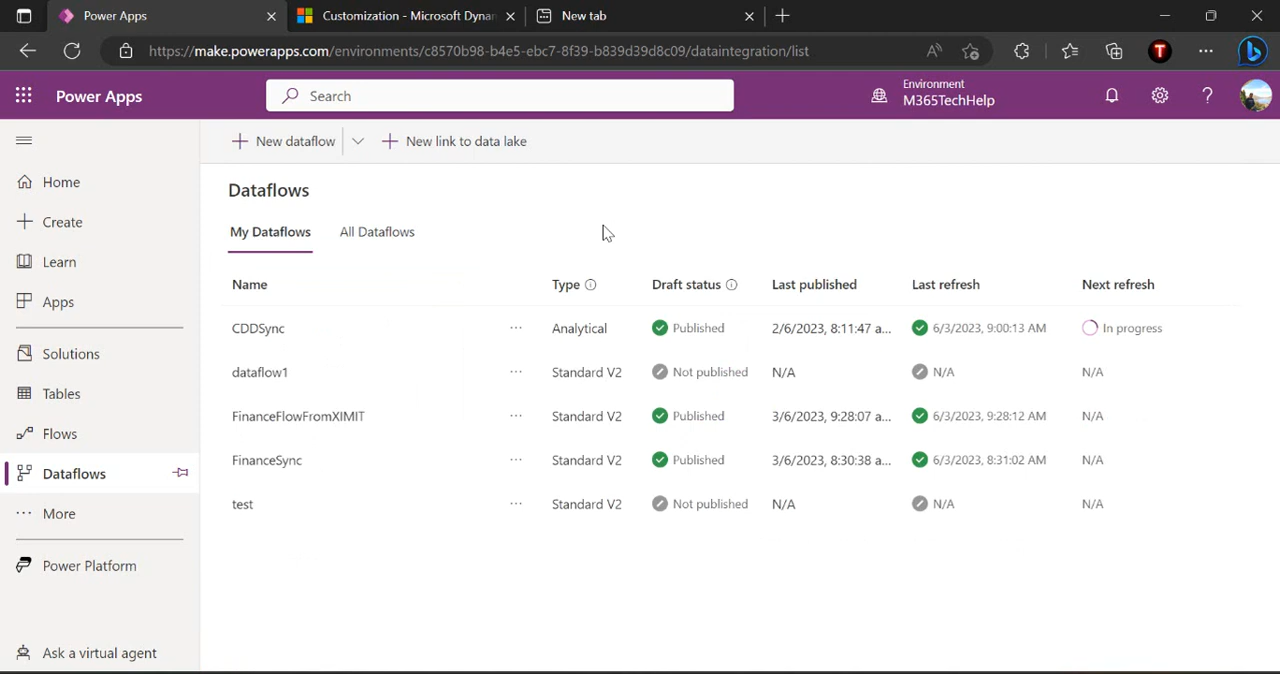 Power Apps
Customization - Microsoft Dynan
New tab
https://make.powerapps.com/environments/c8570b98-b4e5-ebc7-8f39-b839d39d8c09/dataintegration/list
T
Power Apps
Search
Environment
M365TechHelp
New dataflow
New link to data lake
Home
Create
Learn
Apps
Solutions
Tables
Flows
Dataflows
More
Power Platform
Ask a virtual agent
Dataflows
My Dataflows All Dataflows
Name Type Draft status Last published Last refresh Next refresh
CDDSync ... Analytical Published 2/6/2023, 8:11:47 a... 6/3/2023, 9:00:13 AM In progress
dataflow1 ... Standard V2 Not published N/A N/A N/A
FinanceFlowFromXIMIT ... Standard V2 Published 3/6/2023, 9:28:07 a... 6/3/2023, 9:28:12 AM N/A
FinanceSync ... Standard V2 Published 3/6/2023, 8:30:38 a... 6/3/2023, 8:31:02 AM N/A
test ... Standard V2 Not published N/A N/A N/A